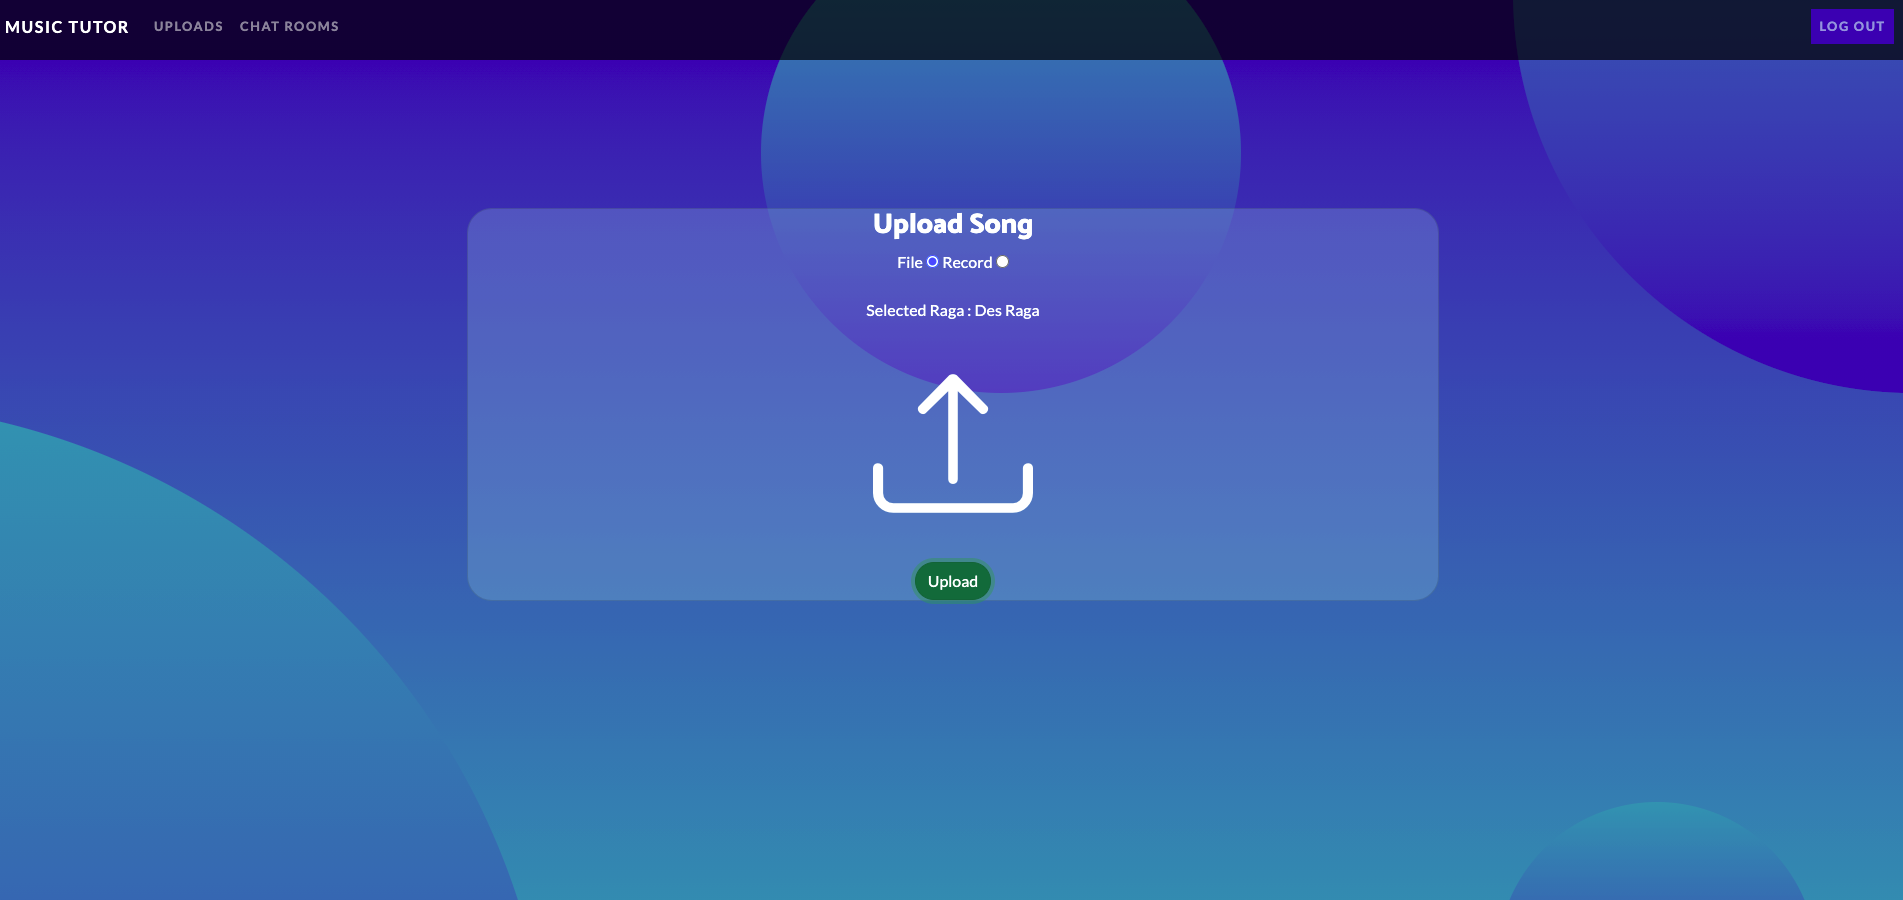 MUSIC TUTOR UPLOADS CHAT ROOMS LOG OUT
Upload Song
File Record
Selected Raga : Des Raga
Upload